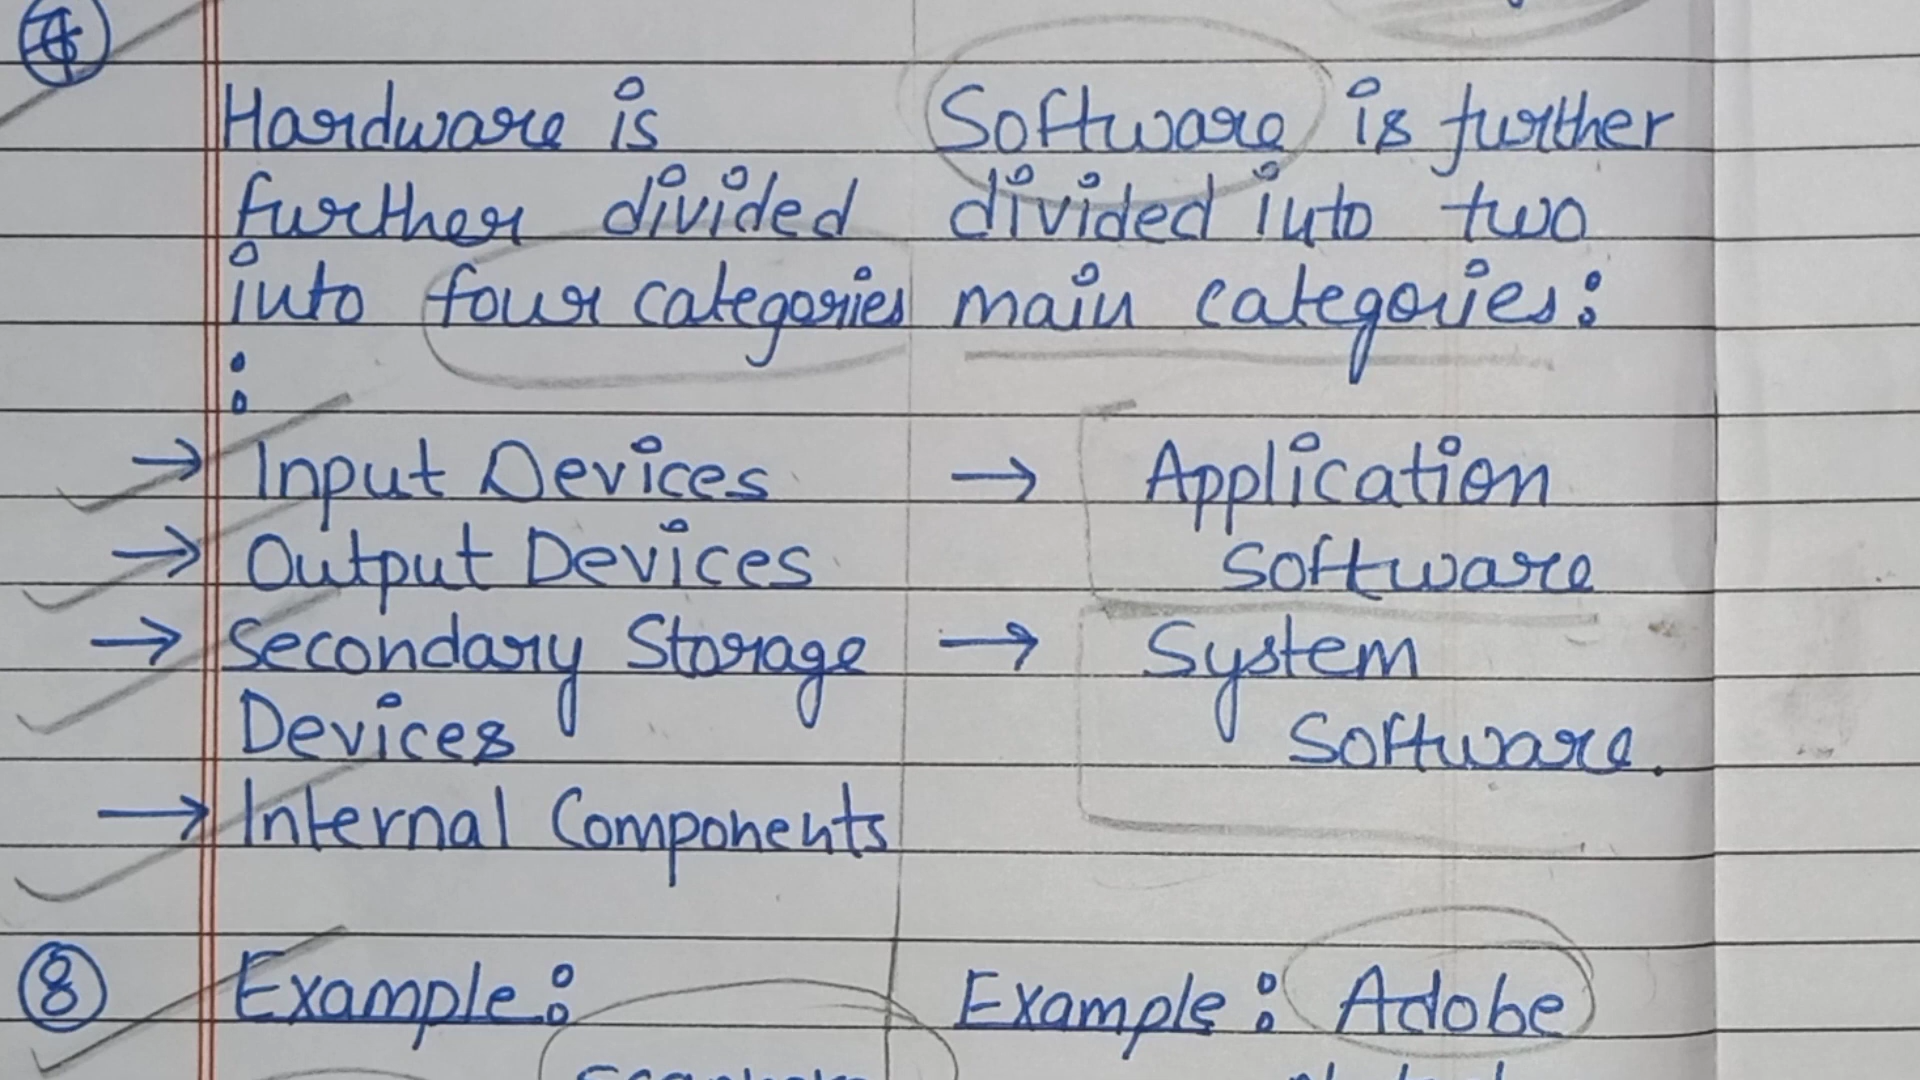 Hardware is
further divided
into four categories
:
→ Input Devices
→ Output Devices
→ Secondary Storage
Devices
→ Internal Components
Software is further
divided into two
main categories:
→ Application
Software
→ System
Software.
8 Example:
Example: Adobe